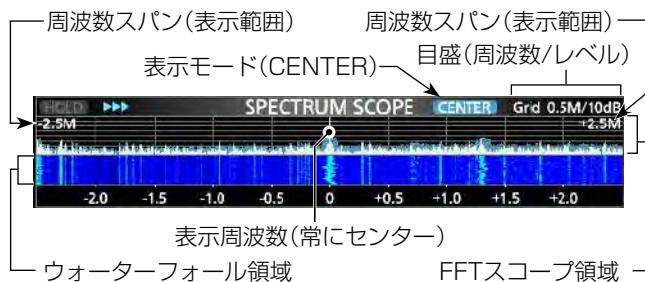 周波数スパン(表示範囲)
周波数スパン(表示範囲)
目盛(周波数/レベル)
表示モード(CENTER)
HOLD SPECTRUM SCOPE CENTER Grid 0.5M/10dB
-2.5M +2.5M
-2.0 -1.5 -1.0 -0.5 0 +0.5 +1.0 +1.5 +2.0
表示周波数(常にセンター)
ウォーターフォール領域
FFTスコープ領域